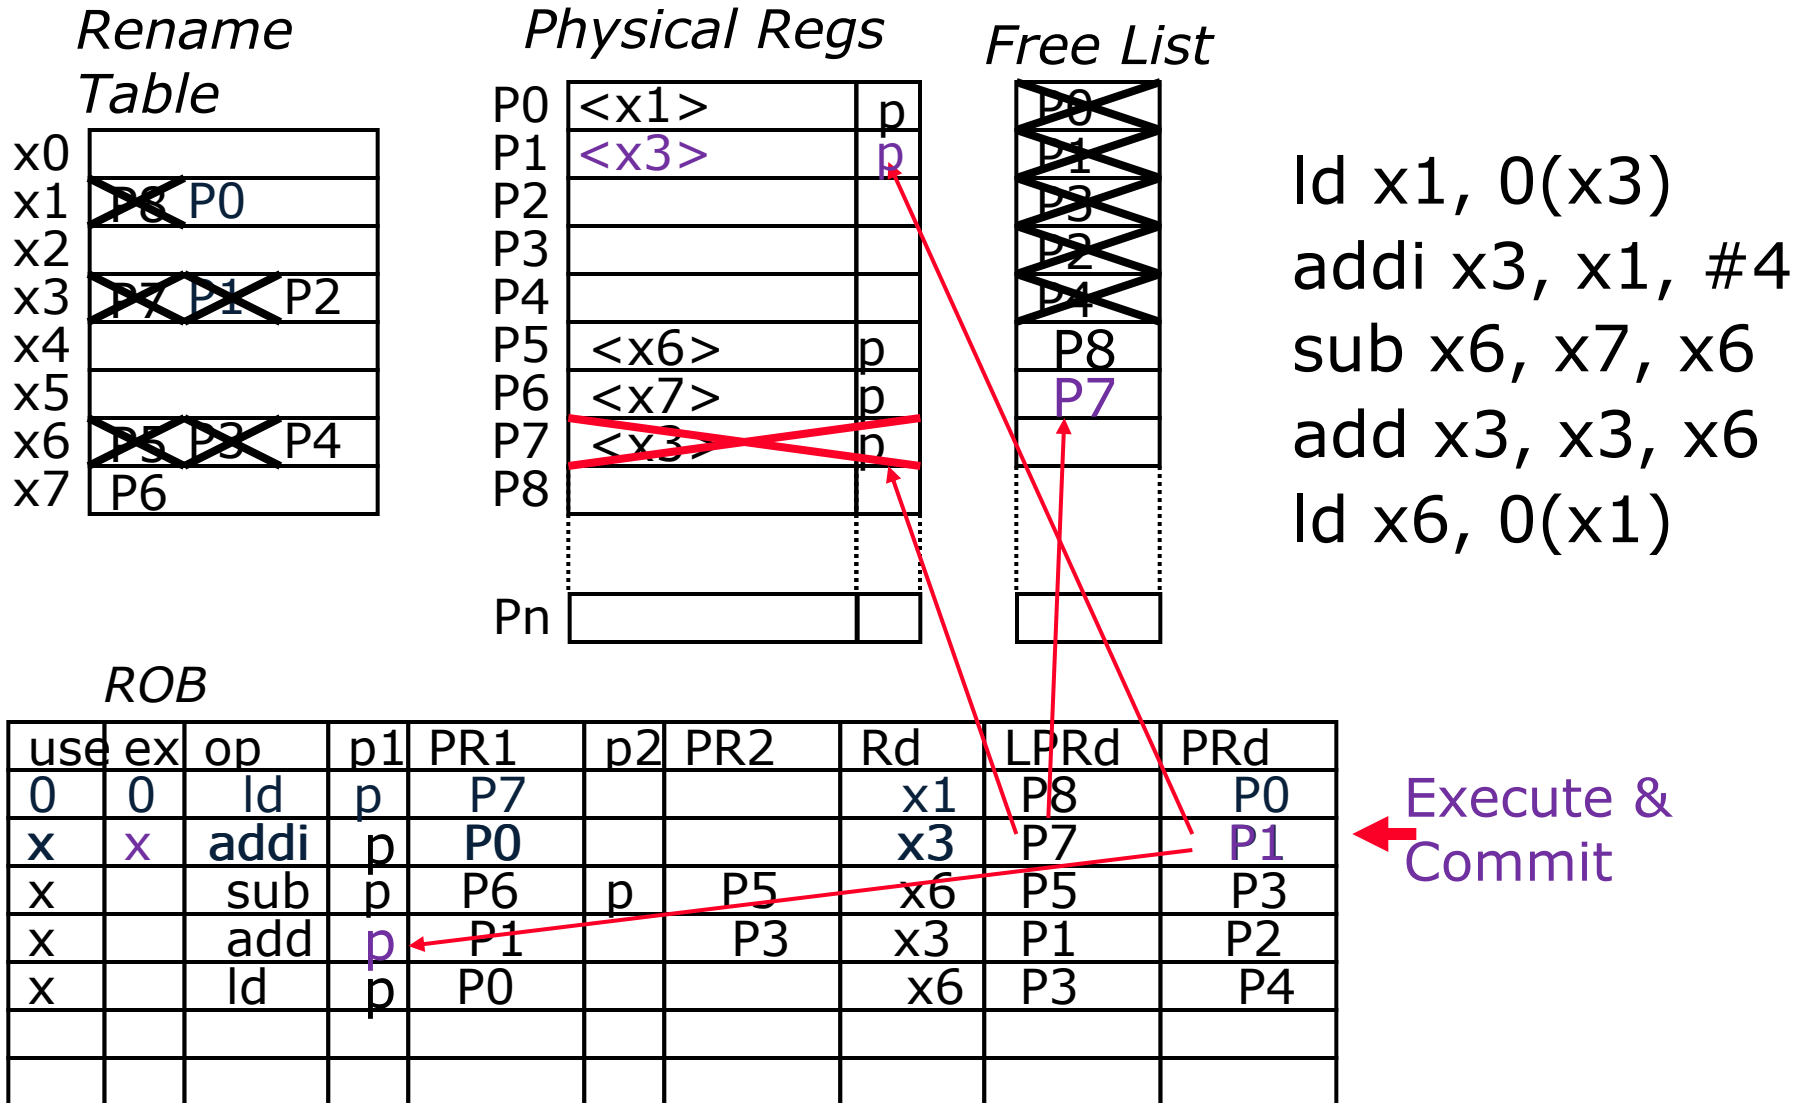 Rename Table
Physical Regs
Free List
x0
x1 P8 P0
x2
x3 P7 P1 P2
x4
x5
x6 P5 P3 P4
x7 P6
P0 <x1> p
P1 <x3> p
P2
P3
P4
P5 <x6> p
P6 <x7> p
P7 <x3> p
P8
Pn
P0
P1
P3
P2
P4
P8
P7
ld x1, 0(x3)
addi x3, x1, #4
sub x6, x7, x6
add x3, x3, x6
ld x6, 0(x1)
ROB
use ex op p1 PR1 p2 PR2 Rd LPRd PRd
0 0 ld p P7 x1 P8 P0
x x addi p P0 x3 P7 P1
x sub p P6 p P5 x6 P5 P3
x add p P1 P3 x3 P1 P2
x ld p P0 x6 P3 P4
Execute &
Commit